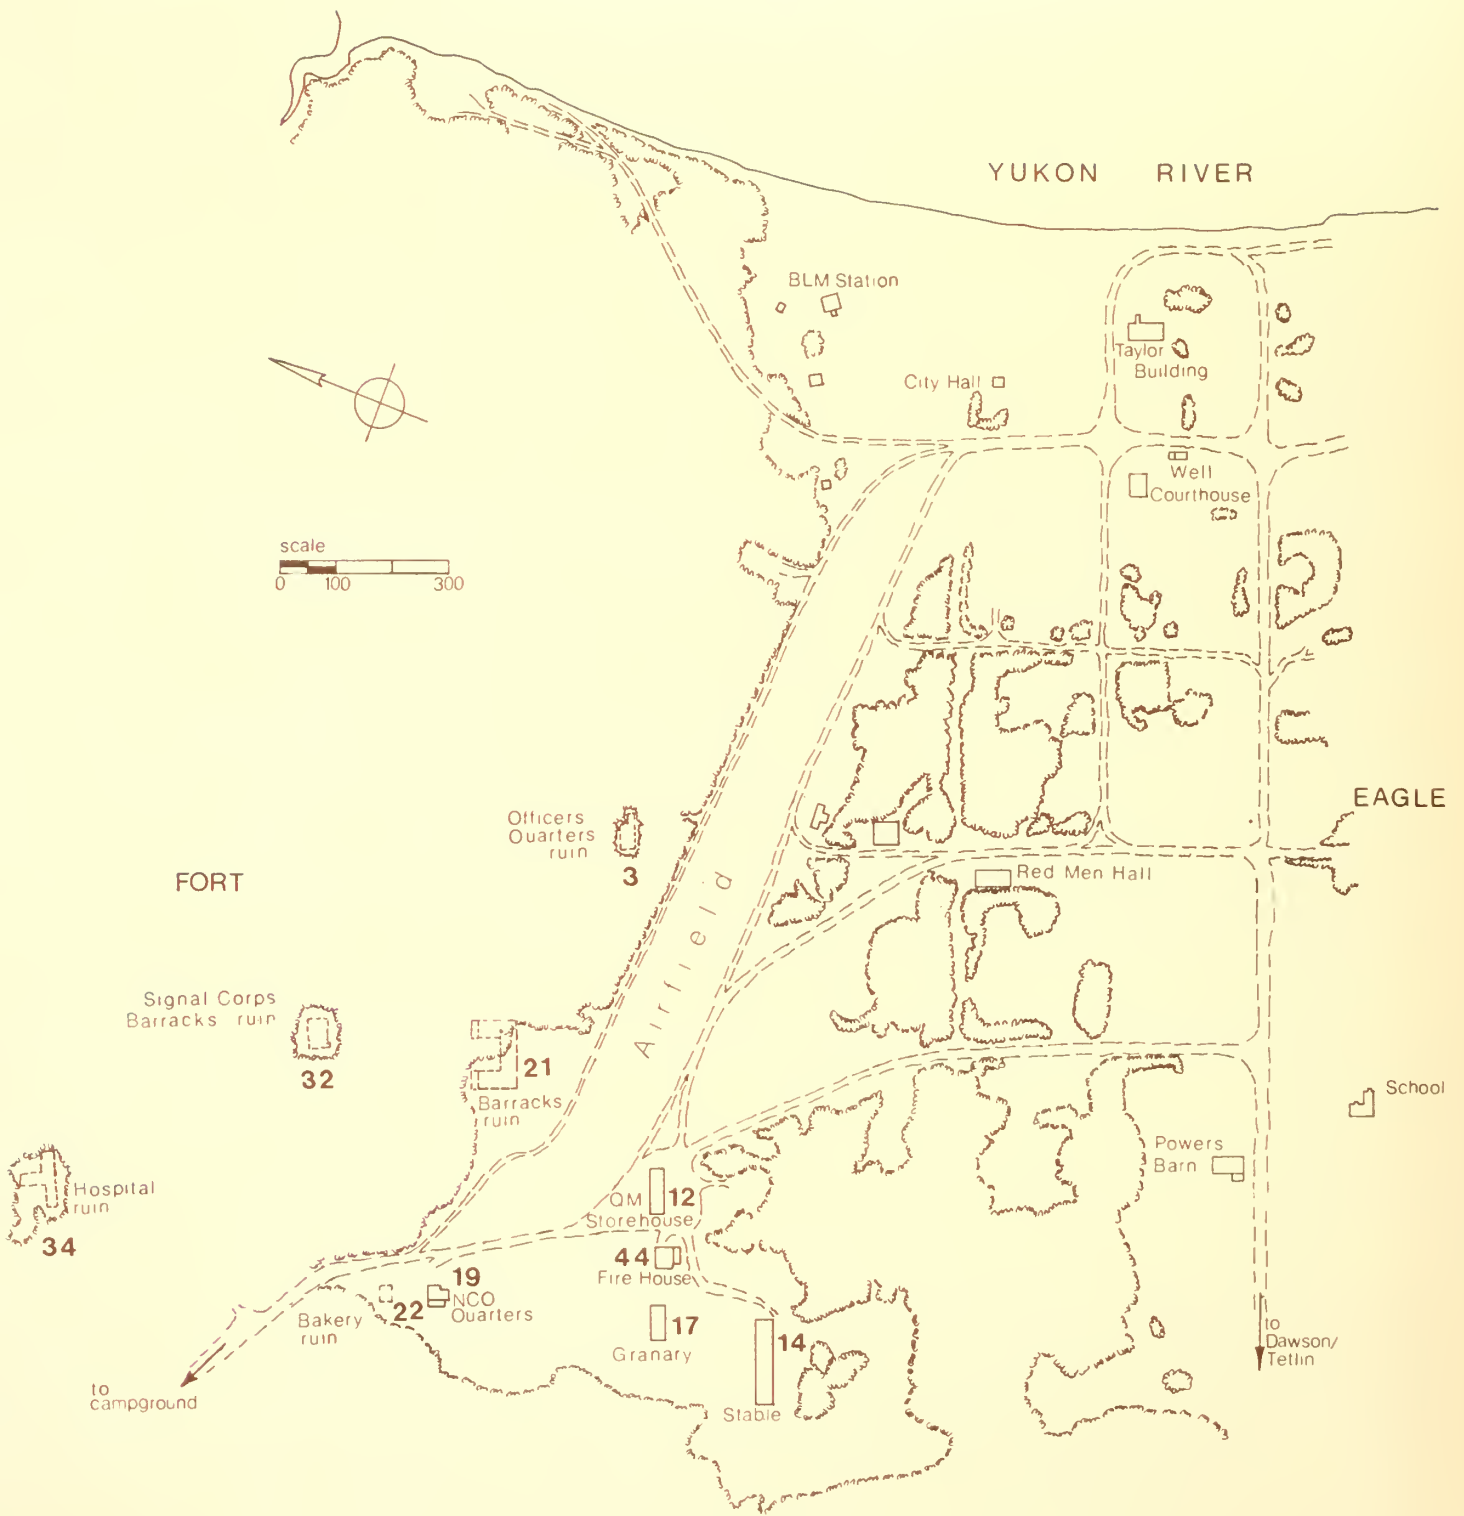 YUKON RIVER
BLM Station
Taylor
Building
City Hall
Well
Courthouse
scale
0 100 300
EAGLE
Officers
Quarters
ruin
3
FORT
Red Men Hall
Airfield
Signal Corps
Barracks ruin
32
21
Barracks
ruin
School
Powers
Barn
Hospital
ruin
34
QM 12
Storehouse
44
Fire House
19
NCO
Quarters
22
Bakery
ruin
17
Granary
14
Stable
to
Dawson/
Tetlin
to
campground